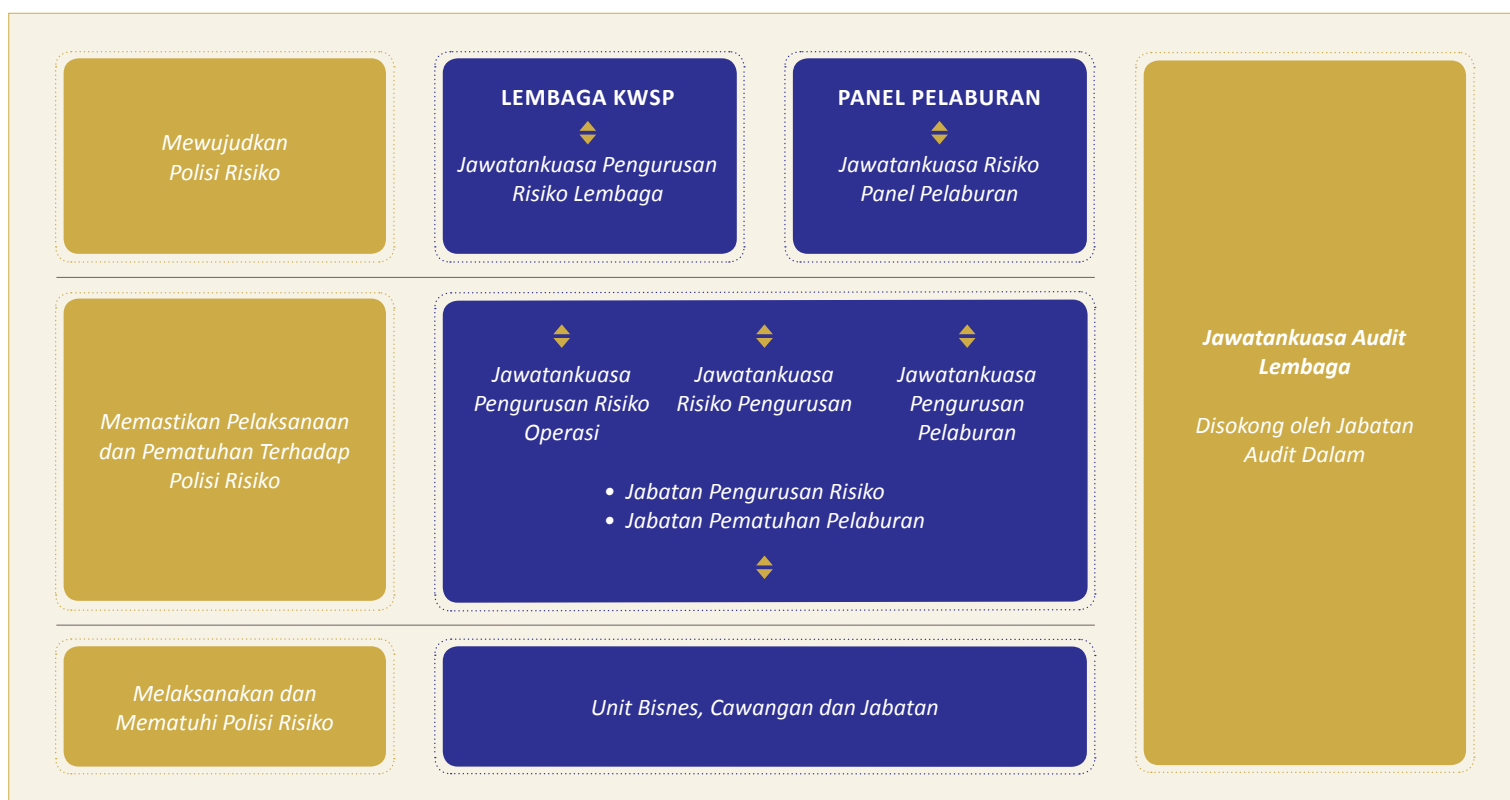 Mewujudkan
Polisi Risiko
LEMBAGA KWSP
Jawatankuasa Pengurusan
Risiko Lembaga
PANEL PELABURAN
Jawatankuasa Risiko
Panel Pelaburan
Memastikan Pelaksanaan
dan Pematuhan Terhadap
Polisi Risiko
Jawatankuasa
Pengurusan Risiko
Operasi
Jawatankuasa
Risiko Pengurusan
Jawatankuasa
Pengurusan
Pelaburan
• Jabatan Pengurusan Risiko
• Jabatan Pematuhan Pelaburan
Melaksanakan dan
Mematuhi Polisi Risiko
Unit Bisnes, Cawangan dan Jabatan
Jawatankuasa Audit
Lembaga
Disokong oleh Jabatan
Audit Dalam